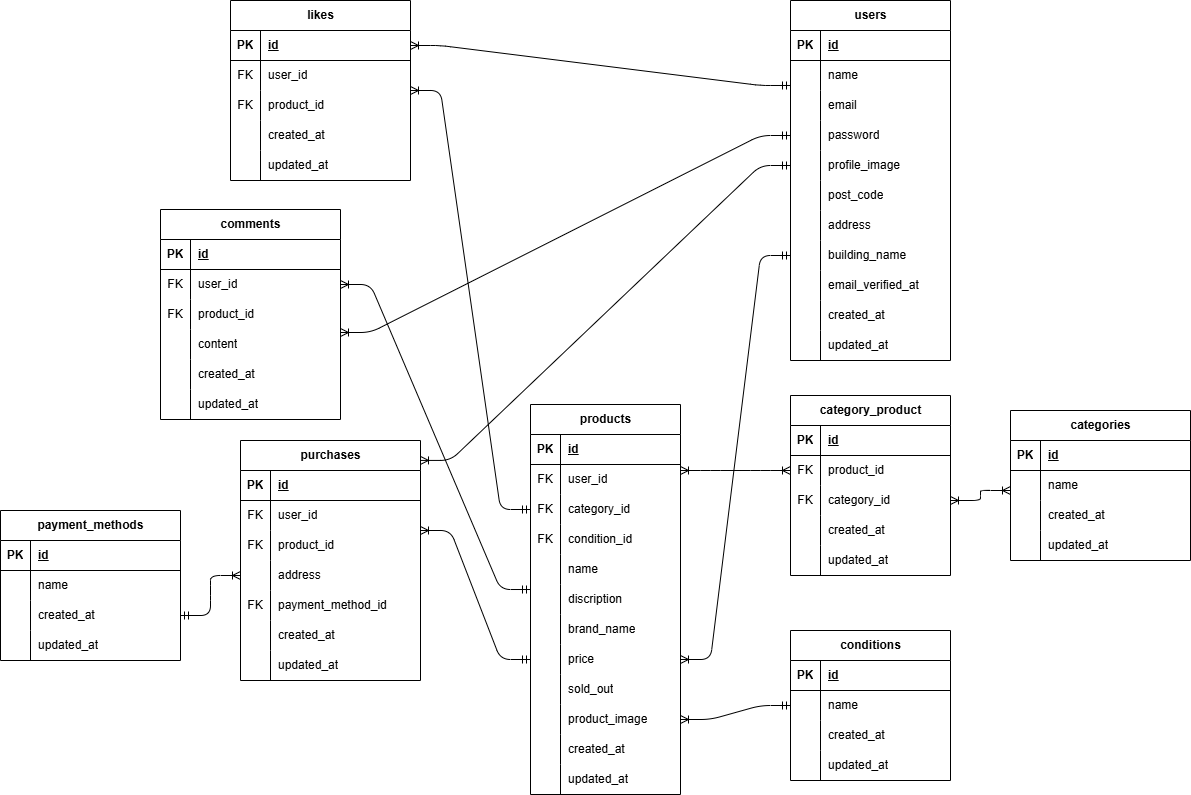 likes
PK id
FK user_id
FK product_id
created_at
updated_at
users
PK id
name
email
password
profile_image
post_code
address
building_name
email_verified_at
created_at
updated_at
comments
PK id
FK user_id
FK product_id
content
created_at
updated_at
products
PK id
FK user_id
FK category_id
FK condition_id
name
discription
brand_name
price
sold_out
product_image
created_at
updated_at
category_product
PK id
FK product_id
FK category_id
created_at
updated_at
categories
PK id
name
created_at
updated_at
purchases
PK id
FK user_id
FK product_id
address
FK payment_method_id
created_at
updated_at
payment_methods
PK id
name
created_at
updated_at
conditions
PK id
name
created_at
updated_at